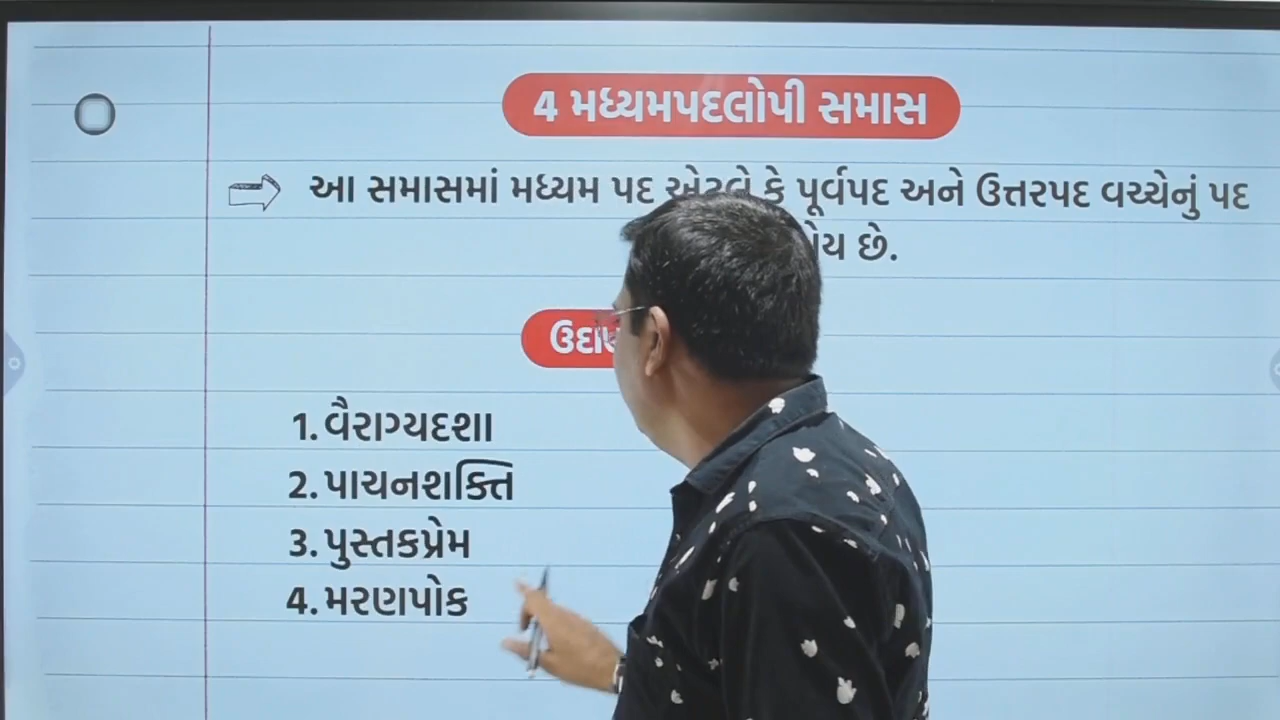 4 મધ્યમપદલોપી સમાસ
આ સમાસમાં મધ્યમ પદ એટલે કે પૂર્વપદ અને ઉત્તરપદ વચ્ચેનું પદ
છે.
1. વૈરાગ્યદશા
2. પાચનશક્તિ
3. પુસ્તકપ્રેમ
4. મરણપોક